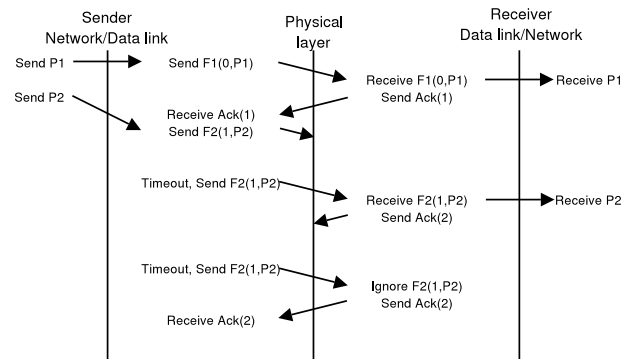 Sender
Network/Data link
Physical
layer
Receiver
Data link/Network
Send P1
Send F1(0,P1)
Receive F1(0,P1)
Receive P1
Send P2
Send Ack(1)
Receive Ack(1)
Send F2(1,P2)
Timeout, Send F2(1,P2)
Receive F2(1,P2)
Receive P2
Send Ack(2)
Timeout, Send F2(1,P2)
Ignore F2(1,P2)
Send Ack(2)
Receive Ack(2)